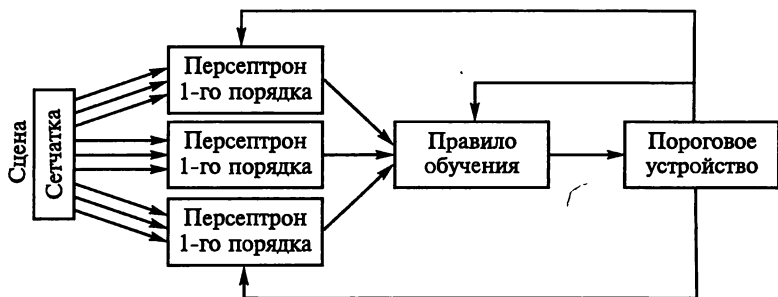 Сцена
Сетчатка
Персептрон
1-го порядка
Персептрон
1-го порядка
Персептрон
1-го порядка
Правило
обучения
Пороговое
устройство